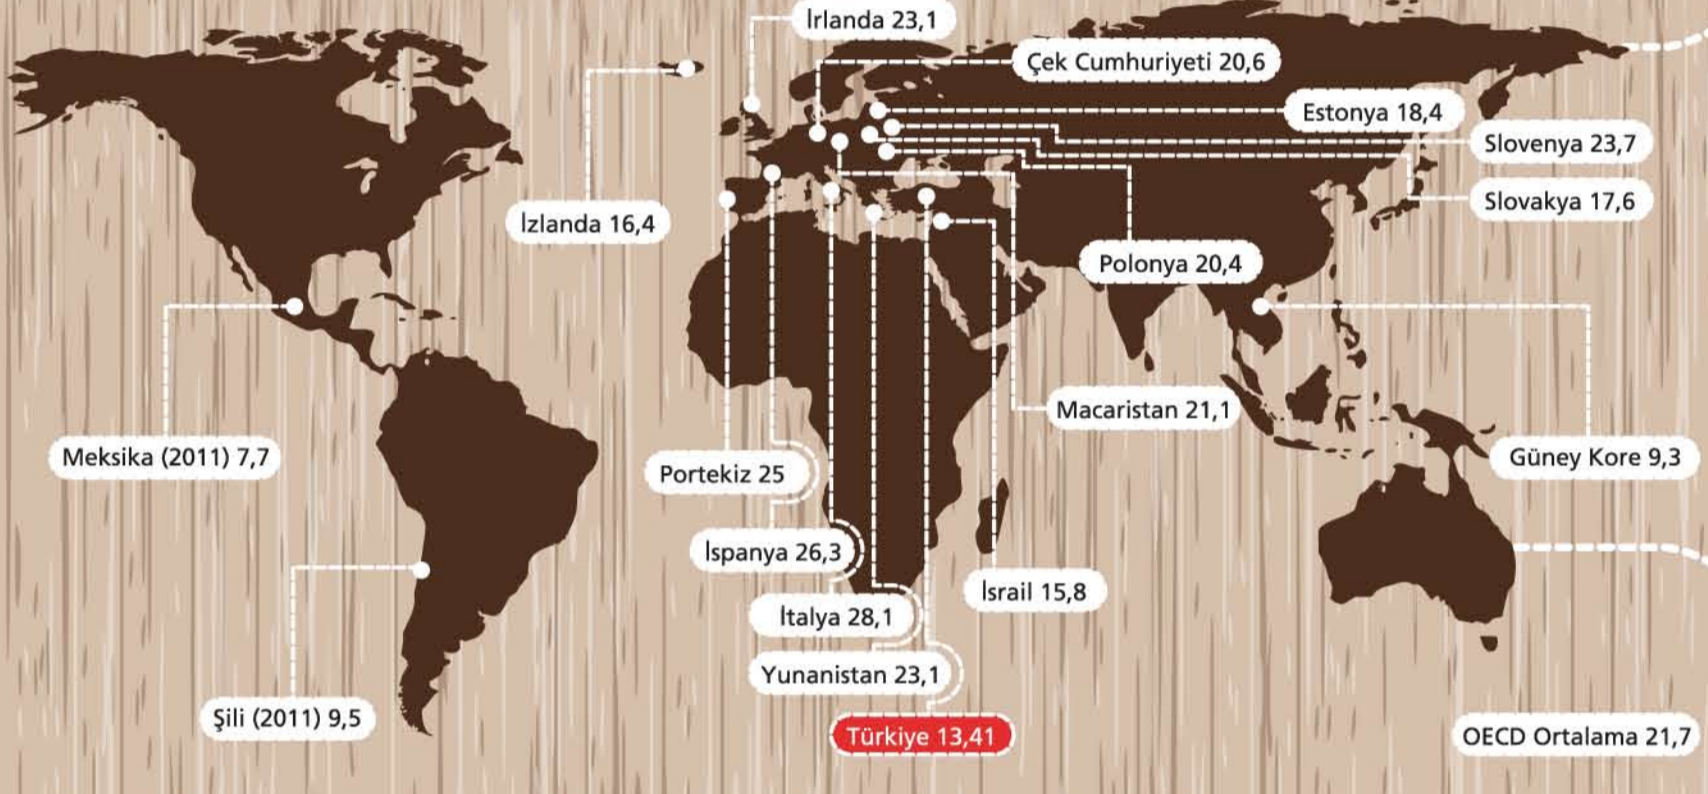 İrlanda 23,1
Çek Cumhuriyeti 20,6
Estonya 18,4
Slovenya 23,7
Slovakya 17,6
İzlanda 16,4
Polonya 20,4
Macaristan 21,1
Meksika (2011) 7,7
Portekiz 25
Güney Kore 9,3
İspanya 26,3
İsrail 15,8
İtalya 28,1
Yunanistan 23,1
Şili (2011) 9,5
Türkiye 13,41
OECD Ortalama 21,7